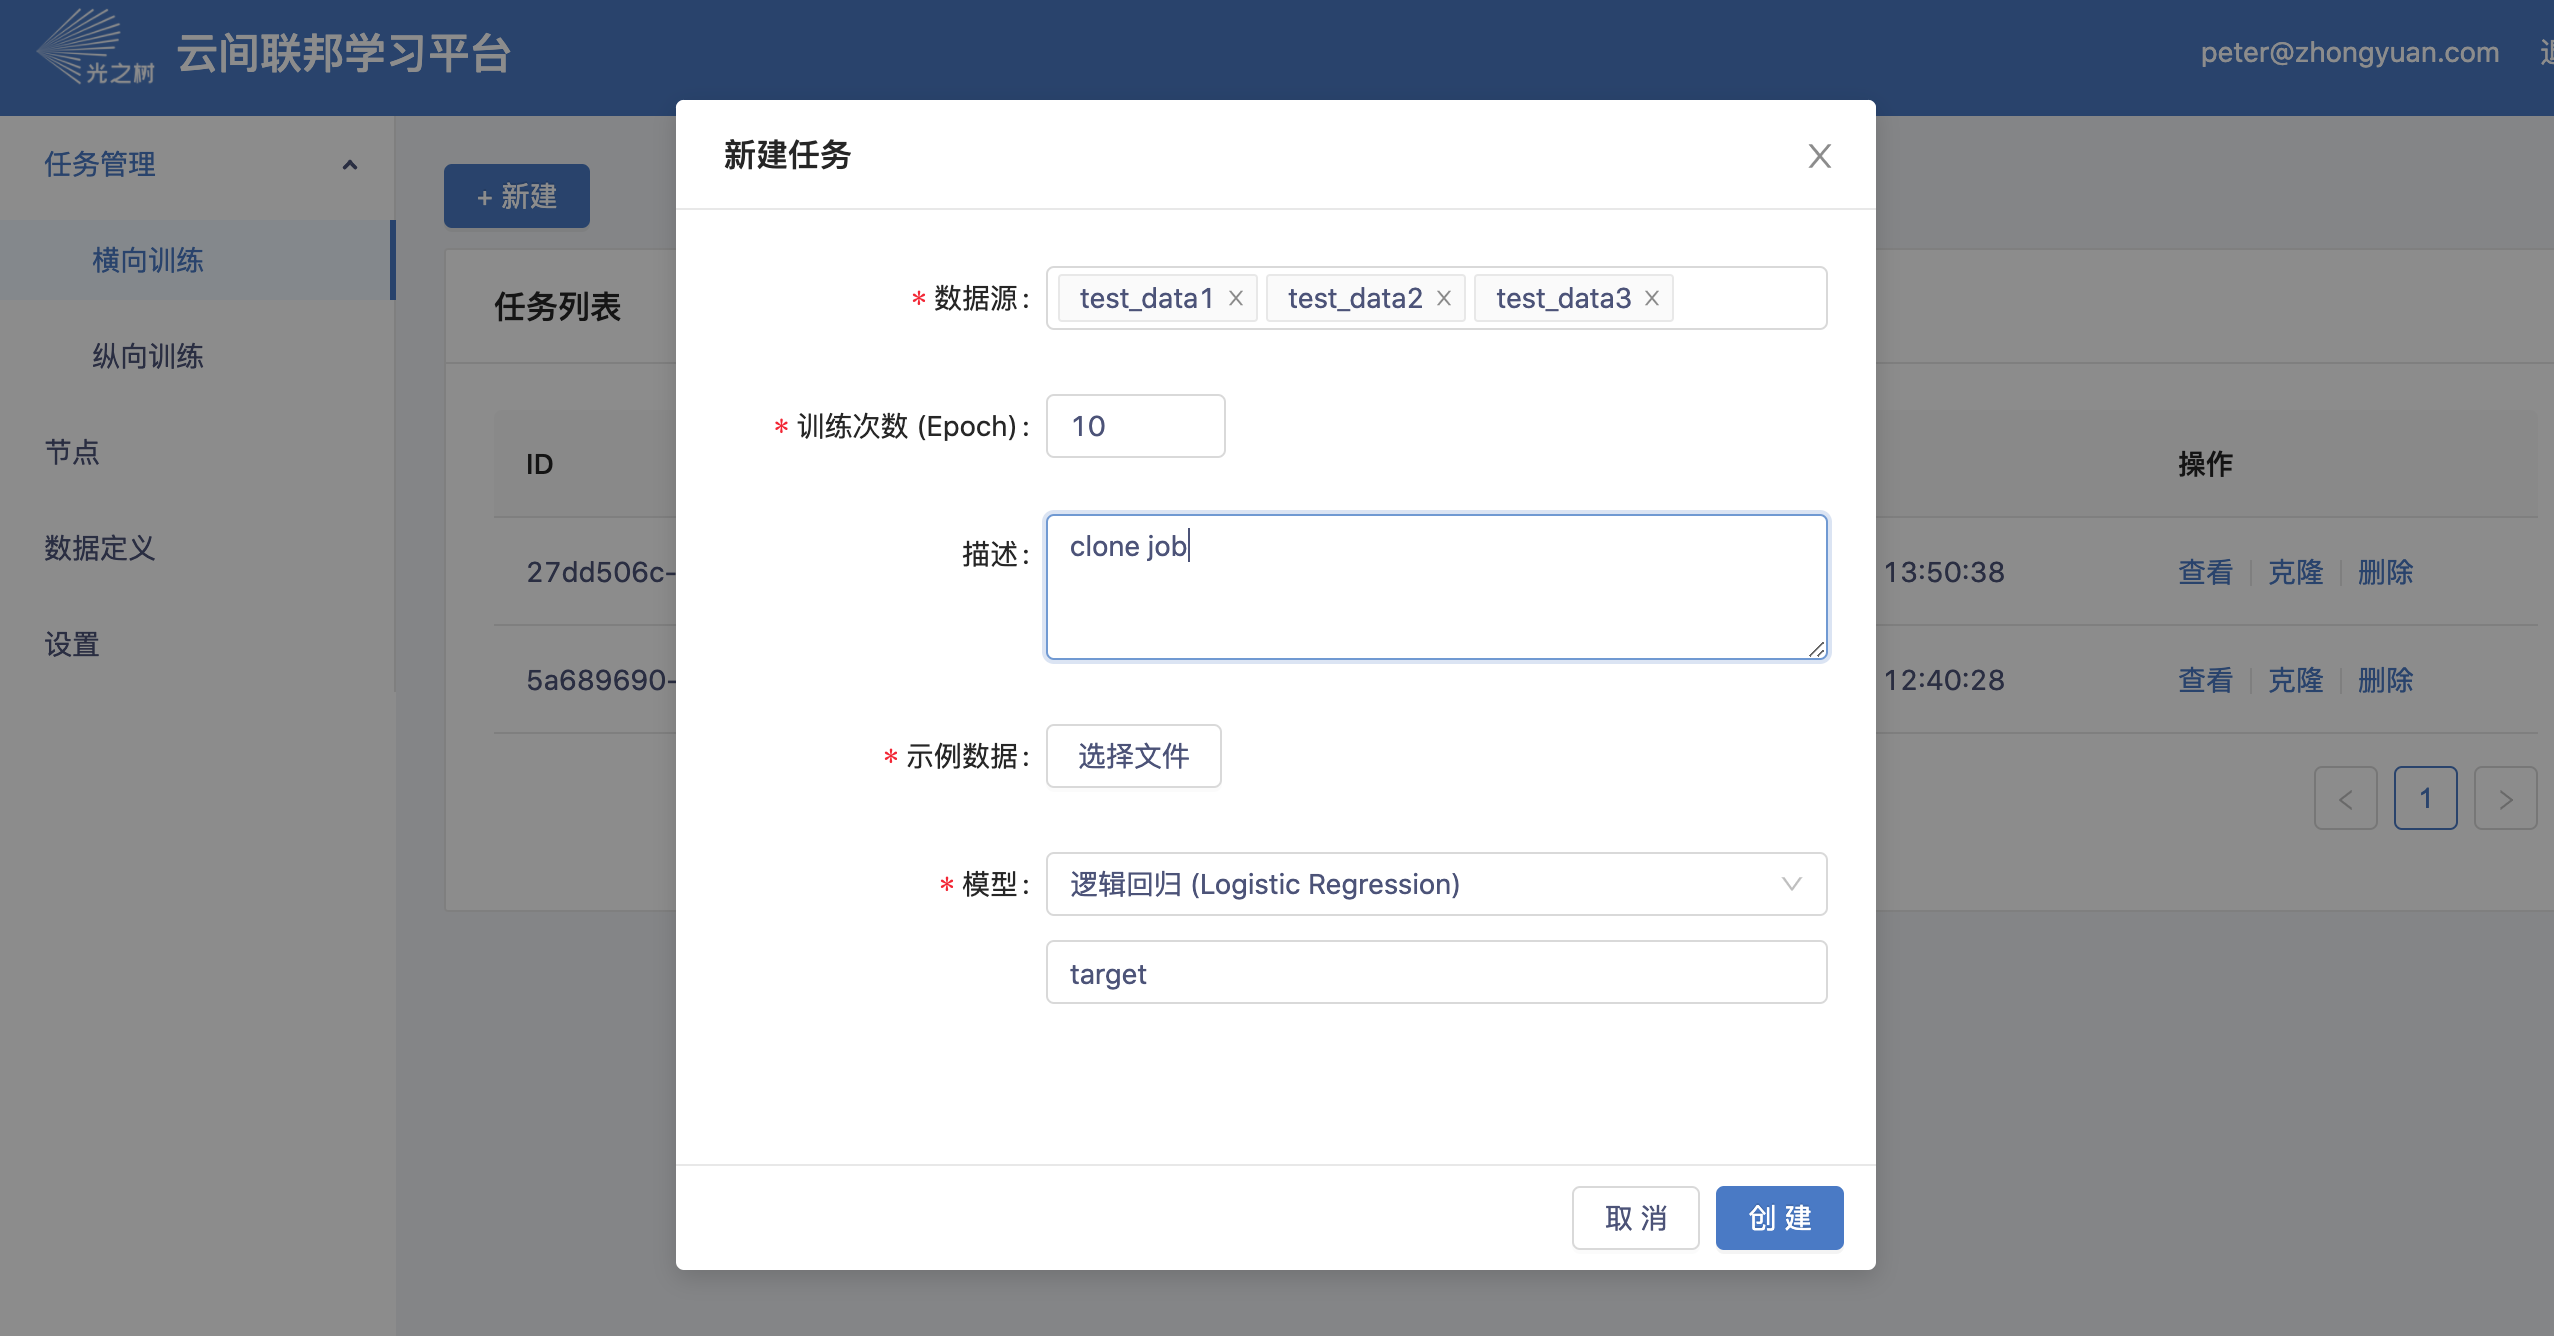 光之树
云间联邦学习平台
peter@zhongyuan.com
任务管理
横向训练
纵向训练
节点
数据定义
设置
+ 新建
任务列表
ID
操作
27dd506c-
13:50:38
查看
克隆
删除
5a689690-
12:40:28
查看
克隆
删除
<
1
>
新建任务
* 数据源:
test_data1
test_data2
test_data3
* 训练次数 (Epoch):
10
描述:
clone job
* 示例数据:
选择文件
* 模型:
逻辑回归 (Logistic Regression)
target
取 消
创 建